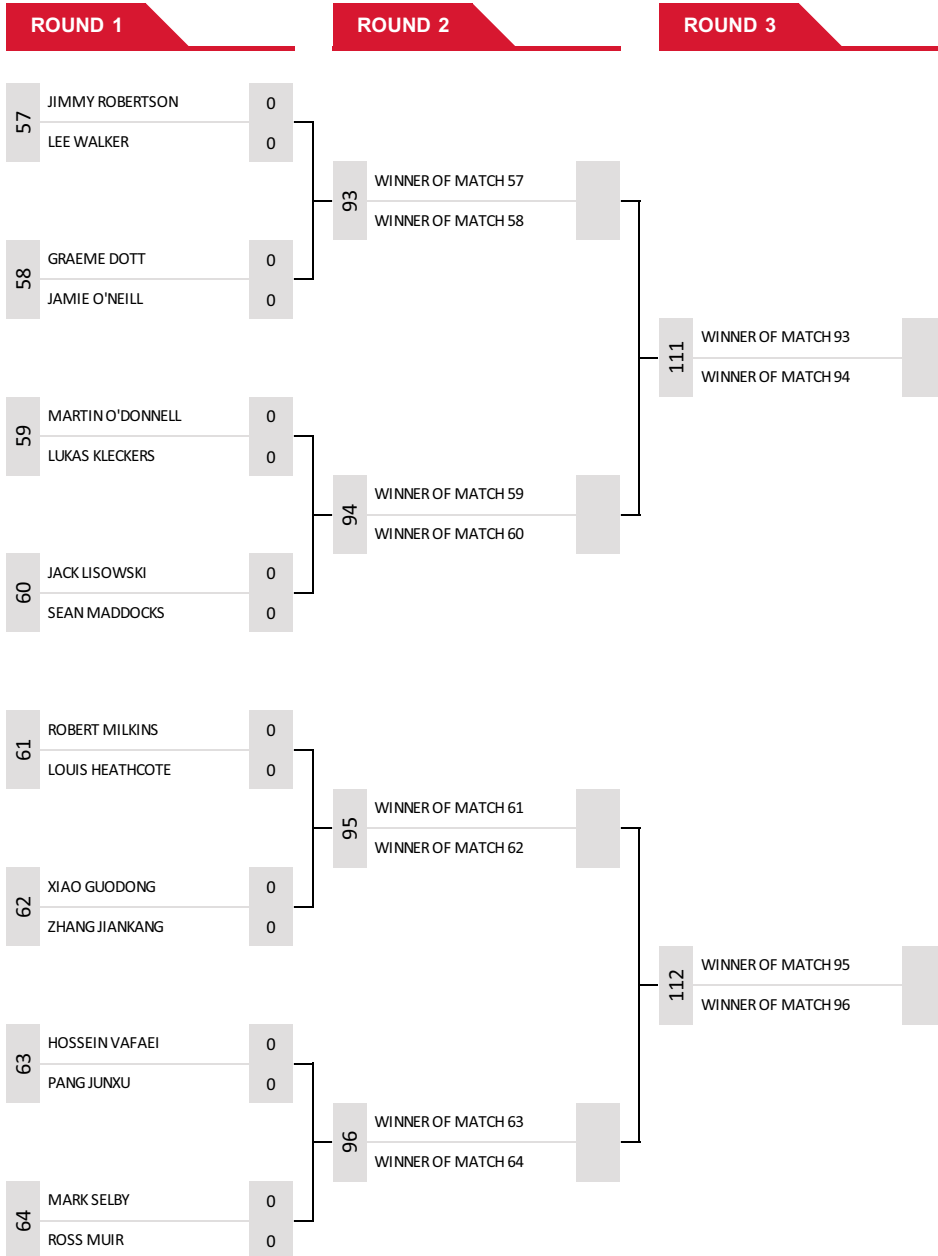 ROUND 1
ROUND 2
ROUND 3
57
JIMMY ROBERTSON 0
LEE WALKER 0
93
WINNER OF MATCH 57
WINNER OF MATCH 58
58
GRAEME DOTT 0
JAMIE O'NEILL 0
111
WINNER OF MATCH 93
WINNER OF MATCH 94
59
MARTIN O'DONNELL 0
LUKAS KLECKERS 0
94
WINNER OF MATCH 59
WINNER OF MATCH 60
60
JACK LISOWSKI 0
SEAN MADDOCKS 0
61
ROBERT MILKINS 0
LOUIS HEATHCOTE 0
95
WINNER OF MATCH 61
WINNER OF MATCH 62
62
XIAO GUODONG 0
ZHANG JIANKANG 0
112
WINNER OF MATCH 95
WINNER OF MATCH 96
63
HOSSEIN VAFAEI 0
PANG JUNXU 0
96
WINNER OF MATCH 63
WINNER OF MATCH 64
64
MARK SELBY 0
ROSS MUIR 0